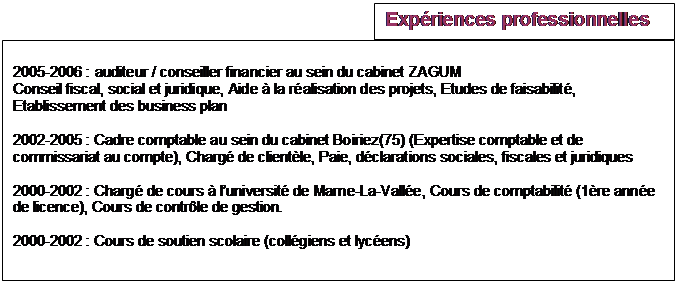 Expériences professionnelles
2005-2006 : auditeur / conseiller financier au sein du cabinet ZAGUM
Conseil fiscal, social et juridique, Aide à la réalisation des projets, Etudes de faisabilité,
Etablissement des business plan
2002-2005 : Cadre comptable au sein du cabinet Boiriez(75) (Expertise comptable et de
commissariat au compte), Chargé de clientèle, Paie, déclarations sociales, fiscales et juridiques
2000-2002 : Chargé de cours à l'université de Marne-La-Vallée, Cours de comptabilité (1ère année
de licence), Cours de contrôle de gestion.
2000-2002 : Cours de soutien scolaire (collégiens et lycéens)